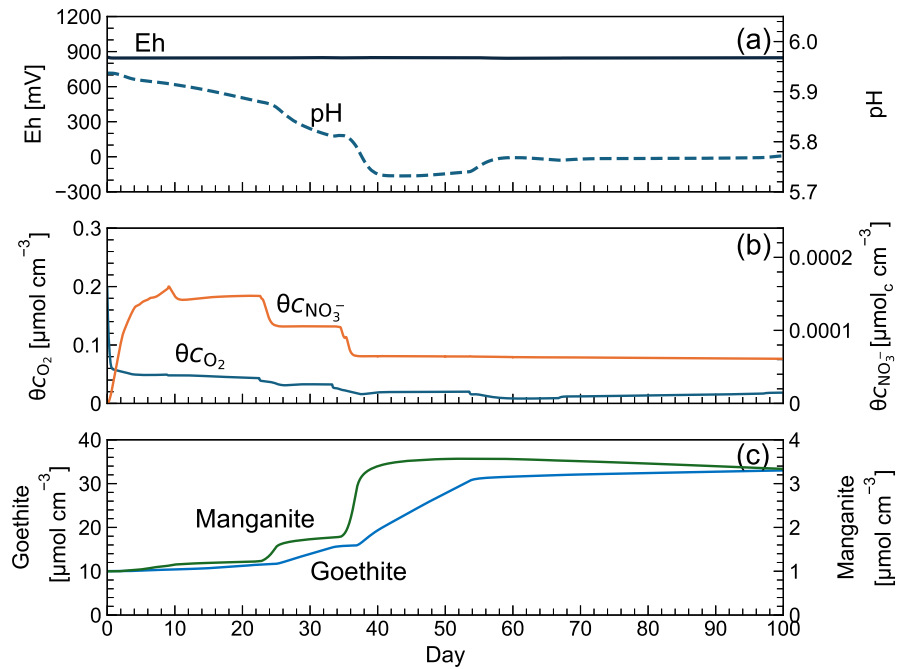 1200
900
600
300
0
−300
Eh [mV]
Eh
pH
(a)
6.0
5.9
5.8
5.7
pH
0.3
0.2
0.1
0
θc_O₂ [μmol cm⁻³]
θc_NO₃⁻
θc_O₂
(b)
0.0002
0.0001
0
θc_NO₃⁻ [μmol_c cm⁻³]
40
30
20
10
0
Goethite
[μmol cm⁻³]
Manganite
Goethite
(c)
4
3
2
1
0
Manganite
[μmol cm⁻³]
0 10 20 30 40 50 60 70 80 90 100
Day